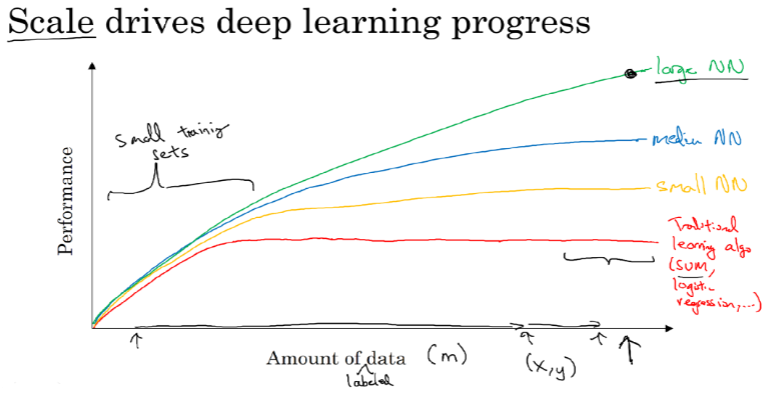 Scale drives deep learning progress
large NN
small training
sets
medium NN
small NN
Performance
Traditional
learning algo
(SVM,
logistic
regression,...)
Amount of data (m)
(x,y)
labeled